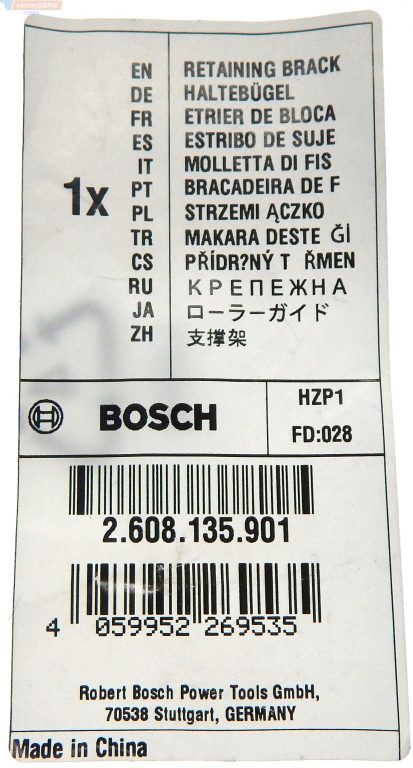 elektroSERW
EN RETAINING BRACK
DE HALTEBÜGEL
FR ETRIER DE BLOCA
ES ESTRIBO DE SUJE
IT MOLLETTA DI FIS
1x
PT BRACADEIRA DE F
PL STRZEMI ĄCZKO
TR MAKARA DESTE Ğİ
CS PŘÍDR?NÝ T ŘMEN
RU КРЕПЕЖНА
JA ローラーガイド
ZH 支撑架
BOSCH
HZP1
FD:028
2.608.135.901
4 059952 269535
Robert Bosch Power Tools GmbH,
70538 Stuttgart, GERMANY
Made in China